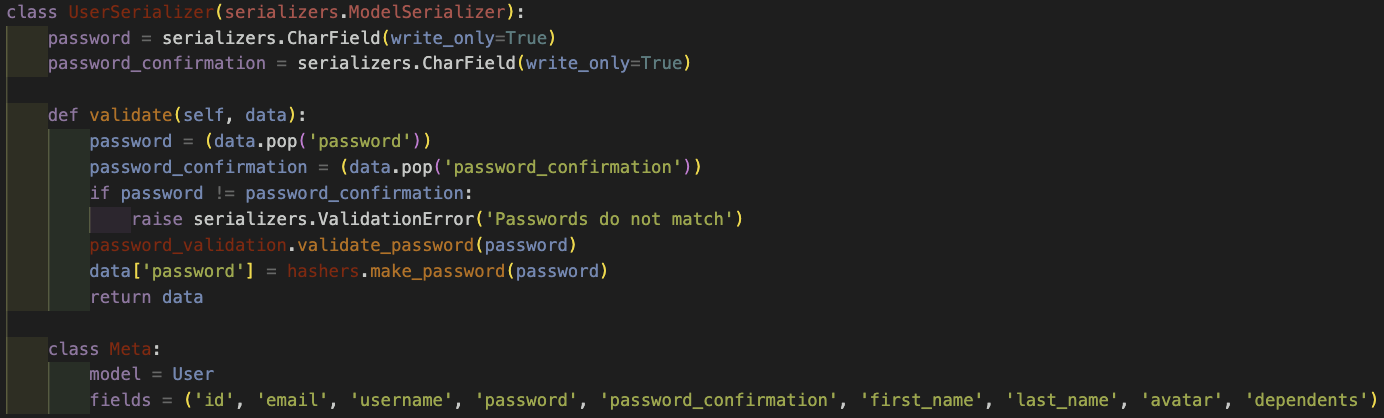 class UserSerializer(serializers.ModelSerializer):
    password = serializers.CharField(write_only=True)
    password_confirmation = serializers.CharField(write_only=True)

    def validate(self, data):
        password = (data.pop('password'))
        password_confirmation = (data.pop('password_confirmation'))
        if password != password_confirmation:
            raise serializers.ValidationError('Passwords do not match')
        password_validation.validate_password(password)
        data['password'] = hashers.make_password(password)
        return data

    class Meta:
        model = User
        fields = ('id', 'email', 'username', 'password', 'password_confirmation', 'first_name', 'last_name', 'avatar', 'dependents')